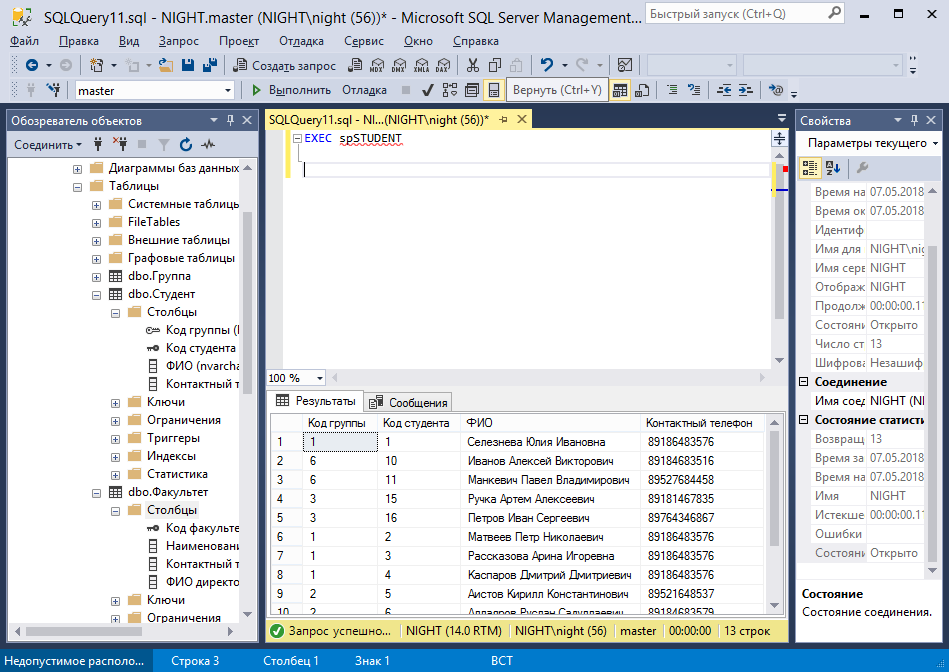 SQLQuery11.sql - NIGHT.master (NIGHT\night (56))* - Microsoft SQL Server Management...
Быстрый запуск (Ctrl+Q)
Файл Правка Вид Запрос Проект Отладка Сервис Окно Справка
Создать запрос MDX DMX XMLA DAX
master Выполнить Отладка Вернуть (Ctrl+Y)
Обозреватель объектов
Соединить
Диаграммы баз данных
Таблицы
Системные таблицы
FileTables
Внешние таблицы
Графовые таблицы
dbo.Группа
dbo.Студент
Столбцы
Код группы (
Код студента
ФИО (nvarcha
Контактный т
Ключи
Ограничения
Триггеры
Индексы
Статистика
dbo.Факультет
Столбцы
Код факульте
Наименовани
Контактный т
ФИО директо
Ключи
Ограничения
SQLQuery11.sql - NI...(NIGHT\night (56))*
EXEC spSTUDENT
100 %
Результаты Сообщения
Код группы Код студента ФИО Контактный телефон
1 1 1 Селезнева Юлия Ивановна 89186483576
2 6 10 Иванов Алексей Викторович 89184683516
3 6 11 Манкевич Павел Владимирович 89527684458
4 3 15 Ручка Артем Алексеевич 89181467835
5 3 16 Петров Иван Сергеевич 89764346867
6 1 2 Матвеев Петр Николаевич 89186483576
7 1 3 Рассказова Арина Игоревна 89186483576
8 1 4 Каспаров Дмитрий Дмитриевич 89186483576
9 2 5 Аистов Кирилл Константинович 89521648537
10 2 6 Руслан 89184683579
Запрос успешно... NIGHT (14.0 RTM) NIGHT\night (56) master 00:00:00 13 строк
Свойства
Параметры текущего
Время на 07.05.2018
Время ок 07.05.2018
Идентиф
Имя для NIGHT\nig
Имя серв NIGHT
Отображ NIGHT
Продолж 00:00:00.1
Состояни Открыто
Число ст 13
Шифрова Незашиф
Соединение
Имя соед NIGHT (NI
Состояние статисти
Возвращ 13
Время за 07.05.2018
Время на 07.05.2018
Имя NIGHT
Истекше 00:00:00.1
Ошибки
Состояни Открыто
Состояние
Состояние соединения.
Недопустимое располо... Строка 3 Столбец 1 Знак 1 ВСТ